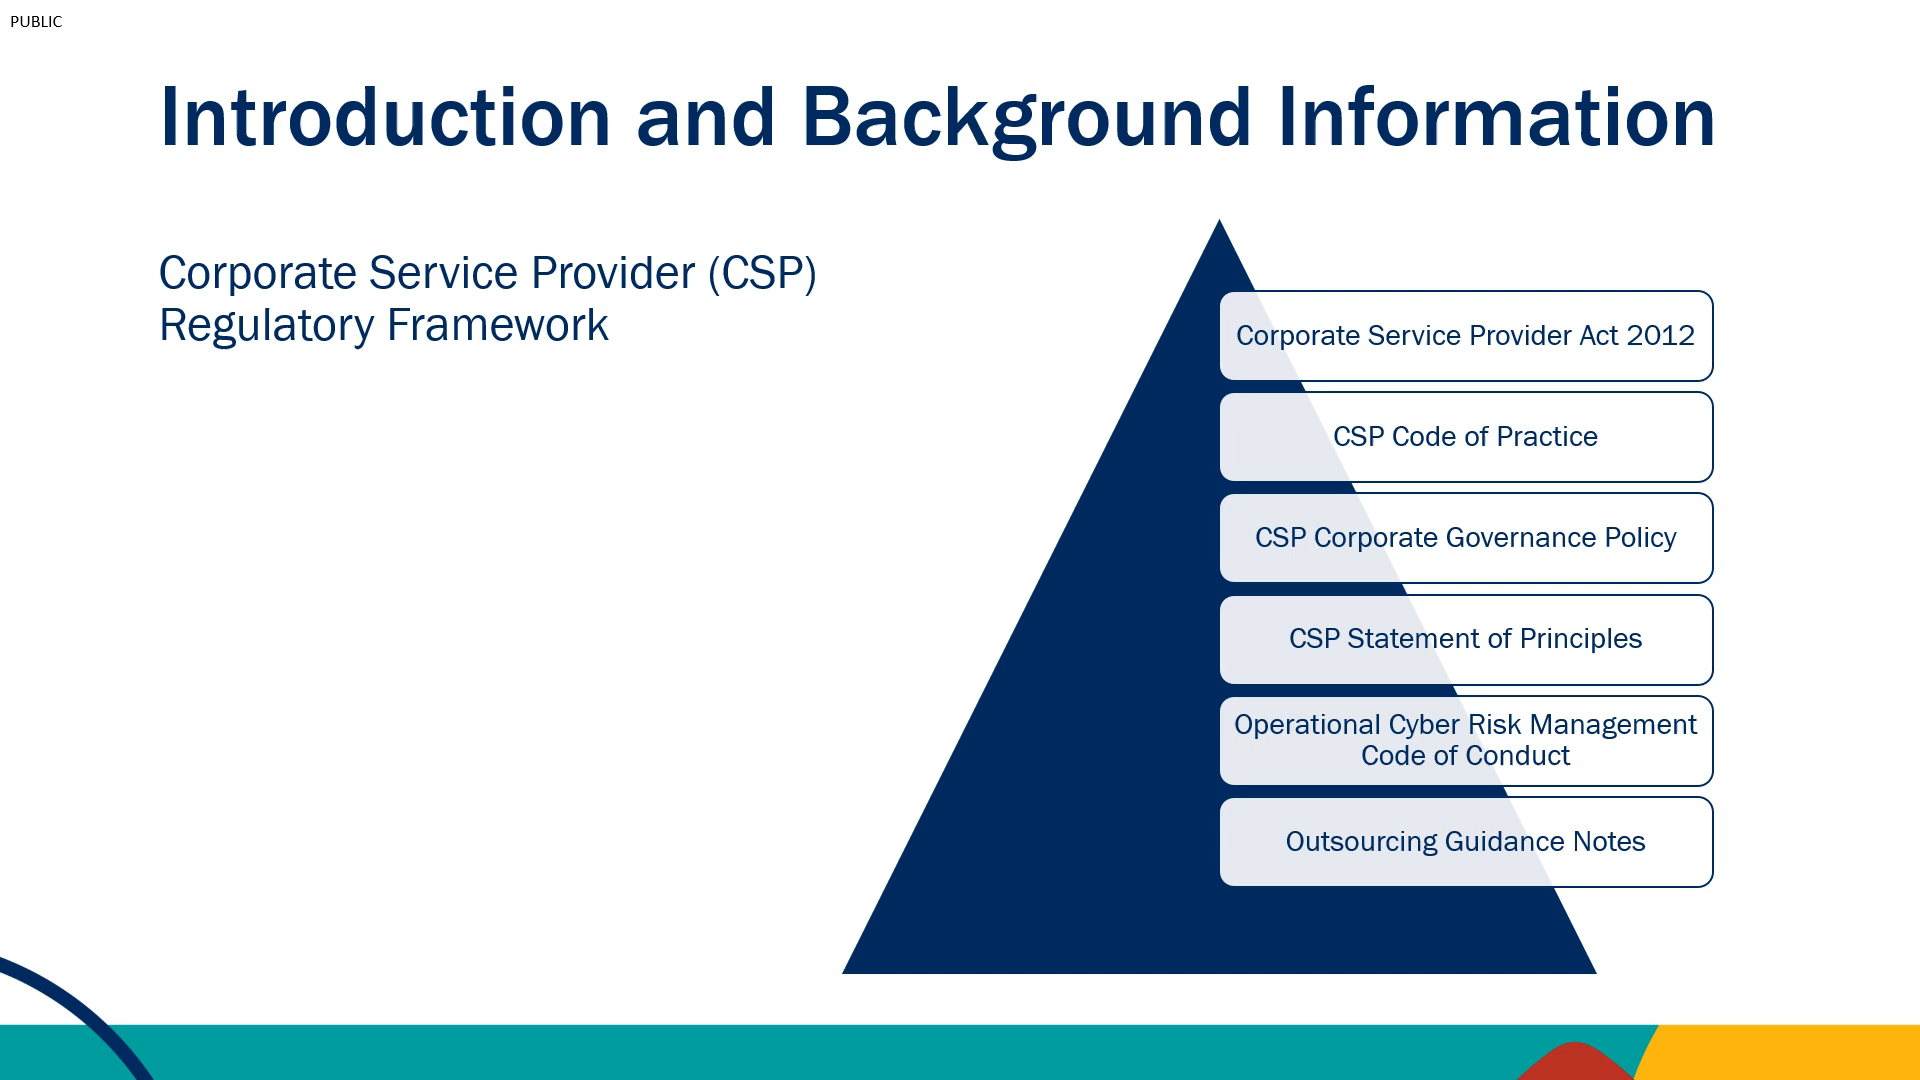 PUBLIC
Introduction and Background Information
Corporate Service Provider (CSP)
Regulatory Framework
Corporate Service Provider Act 2012
CSP Code of Practice
CSP Corporate Governance Policy
CSP Statement of Principles
Operational Cyber Risk Management
Code of Conduct
Outsourcing Guidance Notes